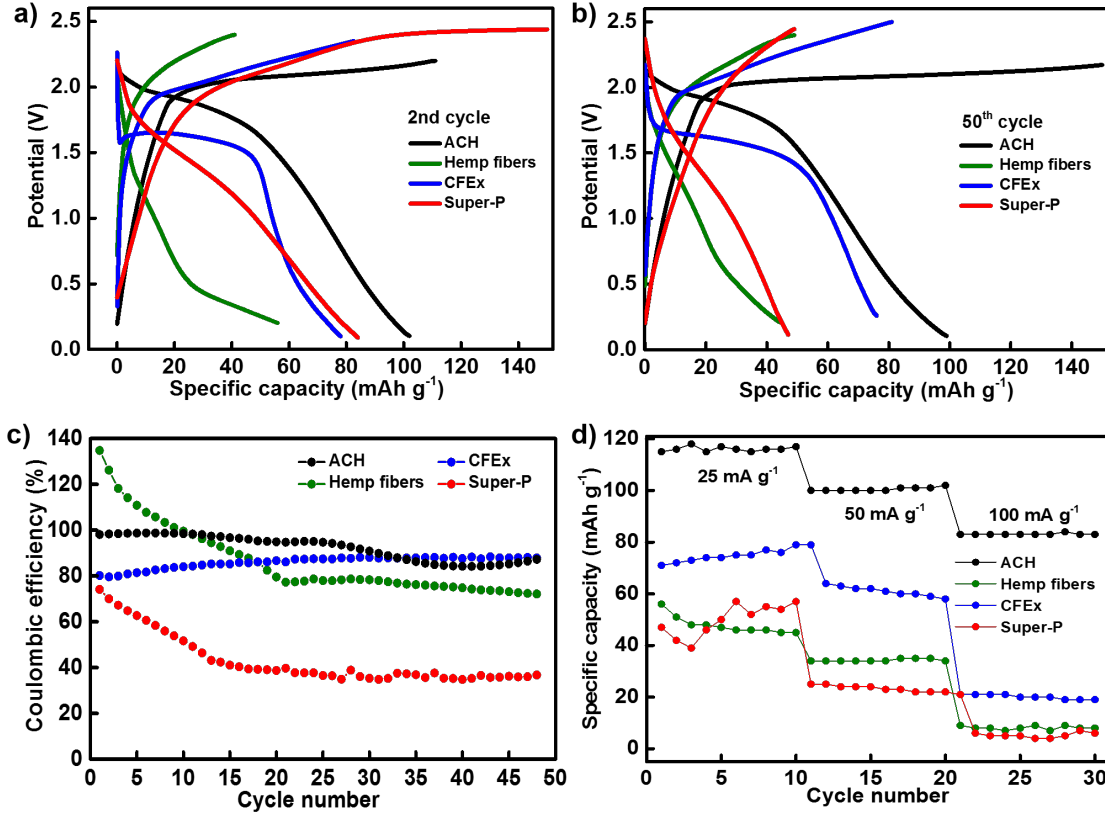 a)
2.5
2.0
1.5
1.0
0.5
0.0
Potential (V)
2nd cycle
ACH
Hemp fibers
CFEx
Super-P
0 20 40 60 80 100 120 140
Specific capacity (mAh g⁻¹)
b)
2.5
2.0
1.5
1.0
0.5
0.0
Potential (V)
50ᵗʰ cycle
ACH
Hemp fibers
CFEx
Super-P
0 20 40 60 80 100 120 140
Specific capacity (mAh g⁻¹)
c)
140
120
100
80
60
40
20
0
Coulombic efficiency (%)
ACH CFEx
Hemp fibers Super-P
0 5 10 15 20 25 30 35 40 45 50
Cycle number
d)
120
100
80
60
40
20
0
Specific capacity (mAh g⁻¹)
25 mA g⁻¹
50 mA g⁻¹
100 mA g⁻¹
ACH
Hemp fibers
CFEx
Super-P
0 5 10 15 20 25 30
Cycle number